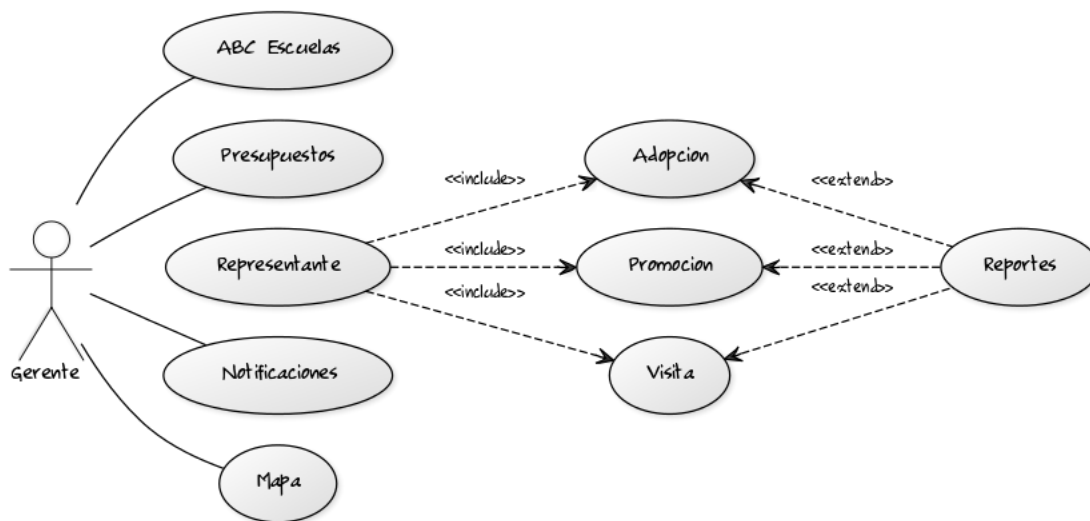 ABC Escuelas
Presupuestos
Adopcion
<<include>>
<<extend>>
Representante
<<include>>
Promocion
<<extend>>
Reportes
<<include>>
<<extend>>
Gerente
Notificaciones
Visita
Mapa